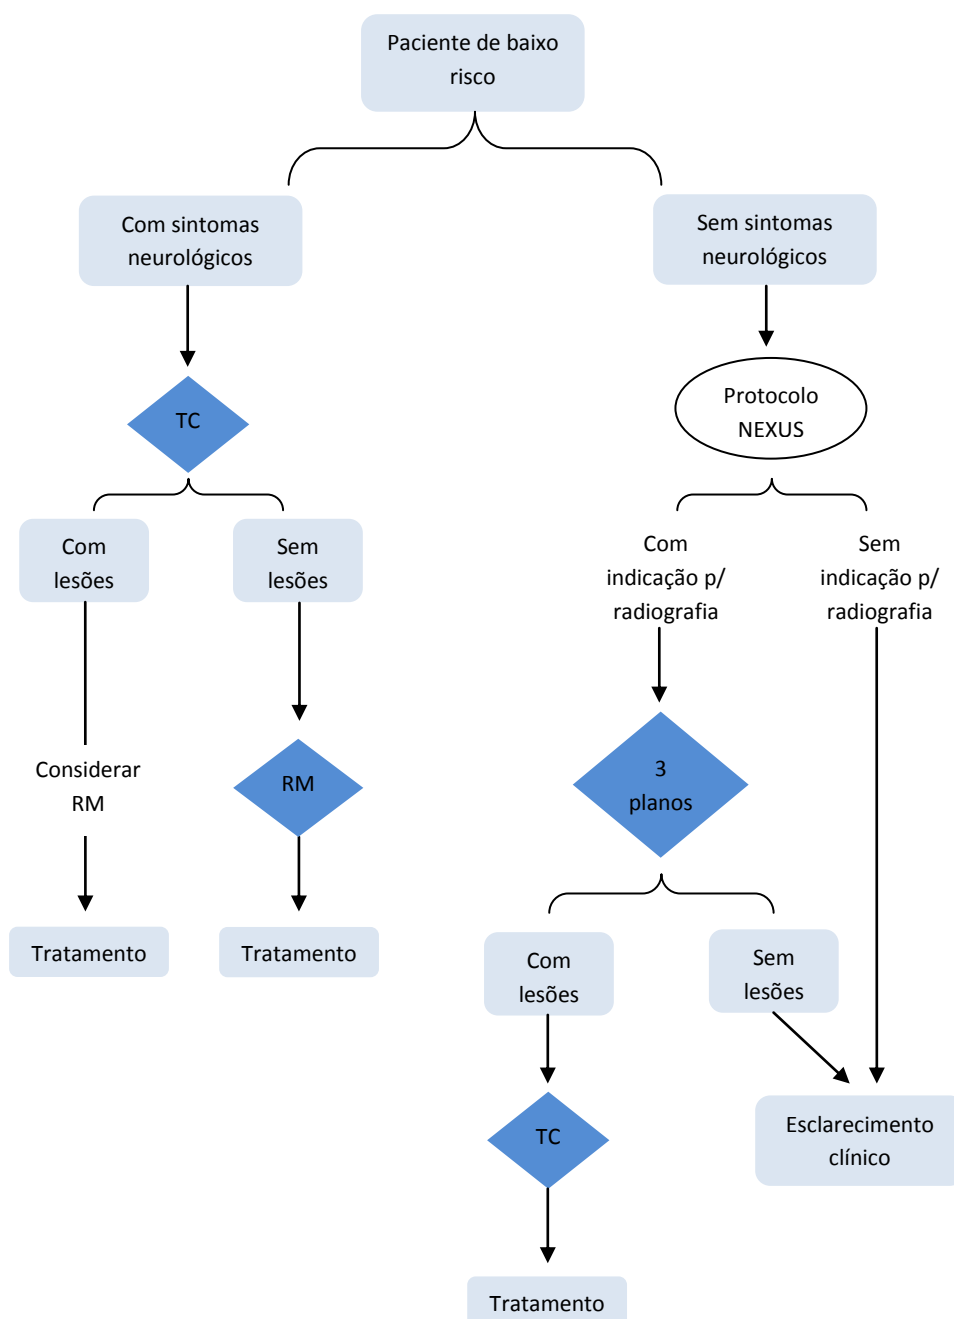 Paciente de baixo
risco
Com sintomas
neurológicos
Sem sintomas
neurológicos
TC
Protocolo
NEXUS
Com
lesões
Sem
lesões
Com
indicação p/
radiografia
Sem
indicação p/
radiografia
Considerar
RM
RM
3
planos
Tratamento
Tratamento
Com
lesões
Sem
lesões
TC
Esclarecimento
clínico
Tratamento